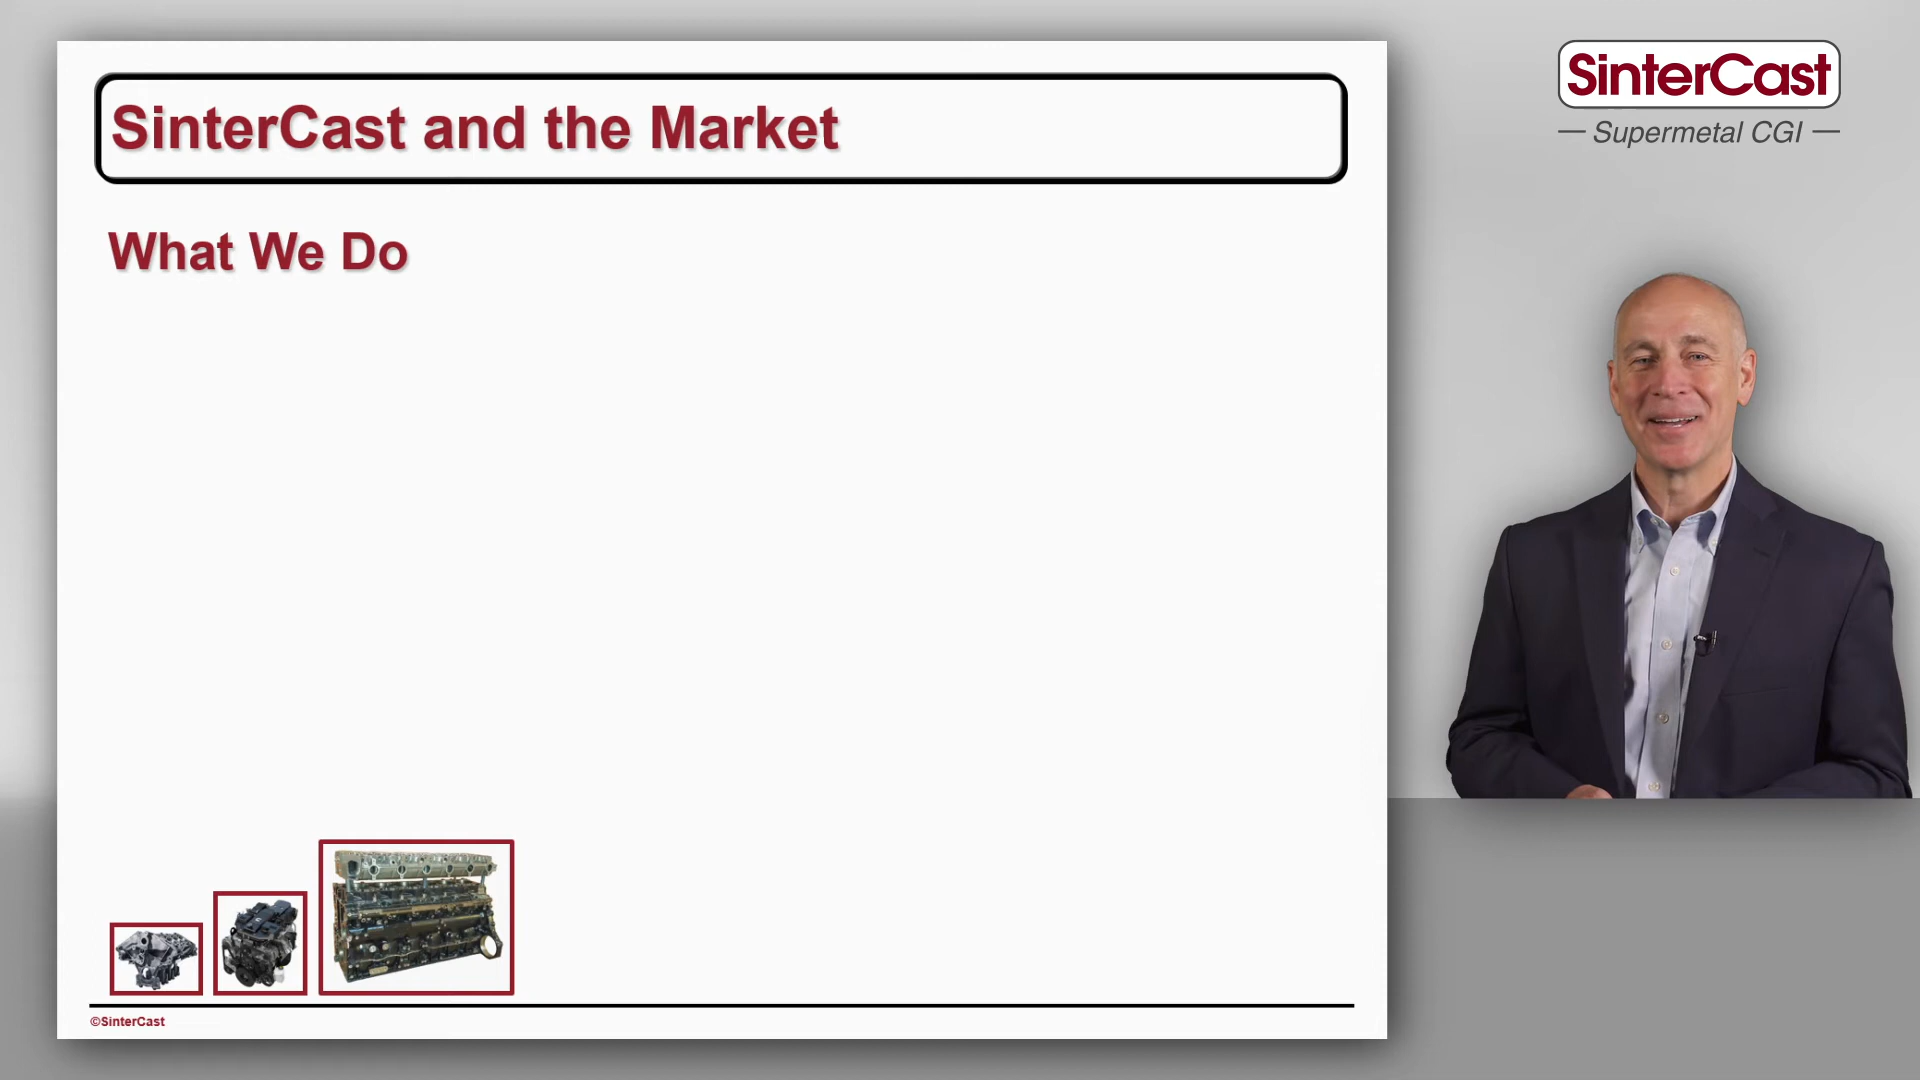 SinterCast and the Market
What We Do
©SinterCast
SinterCast
Supermetal CGI